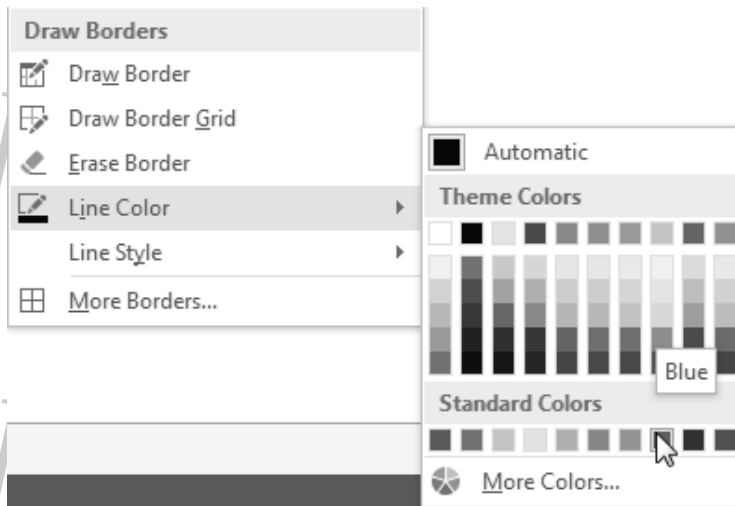 Draw Borders
Draw Border
Draw Border Grid
Erase Border
Line Color
Line Style
More Borders...
Automatic
Theme Colors
Blue
Standard Colors
More Colors...